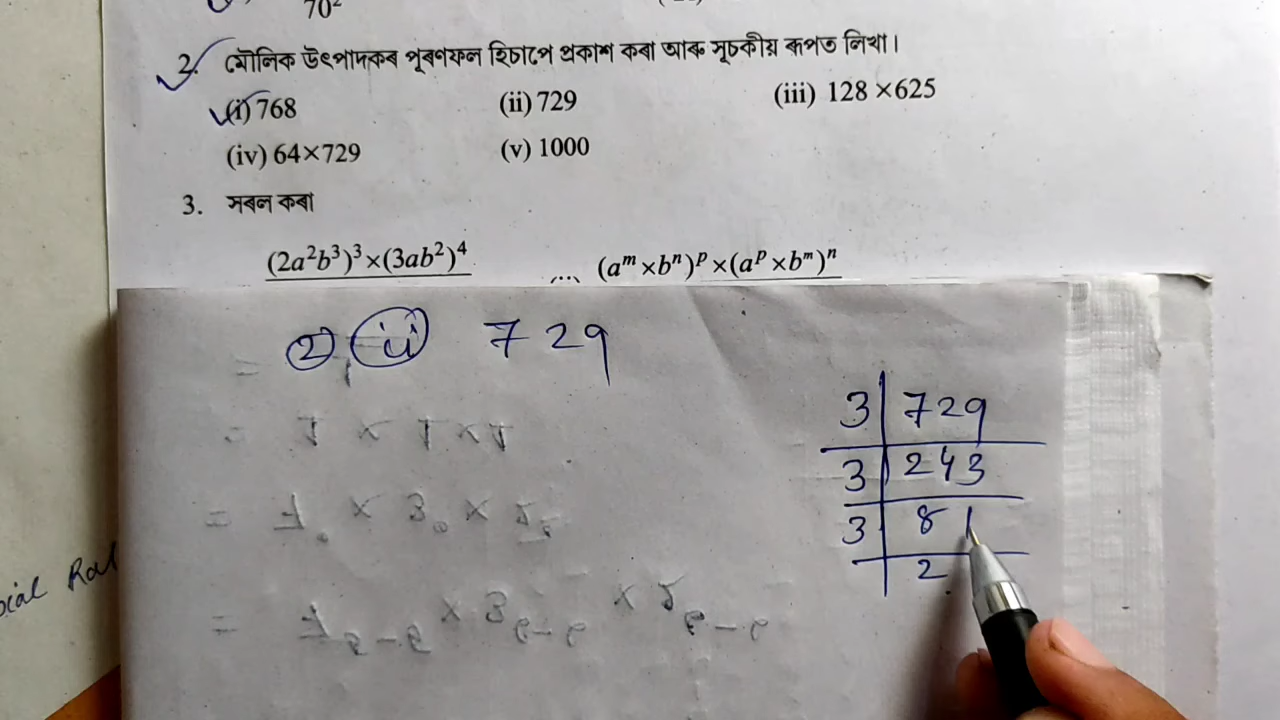 70²
2. মৌলিক উৎপাদকৰ পূৰণফল হিচাপে প্ৰকাশ কৰা আৰু সূচকীয় ৰূপত লিখা।
(i) 768 (ii) 729 (iii) 128 ×625
(iv) 64×729 (v) 1000
3. সৰল কৰা
(2a²b³)³×(3ab²)⁴ (aᵐ ×bⁿ)ᵖ ×(aᵖ ×bᵐ)ⁿ
2) ii 729
3 729
3 243
3 81
2